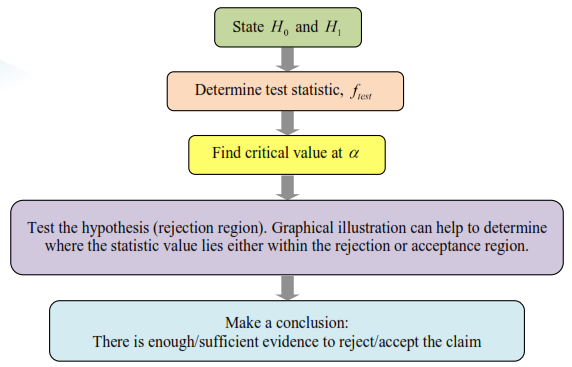 State H₀ and H₁
Determine test statistic, f_test
Find critical value at α
Test the hypothesis (rejection region). Graphical illustration can help to determine
where the statistic value lies either within the rejection or acceptance region.
Make a conclusion:
There is enough/sufficient evidence to reject/accept the claim